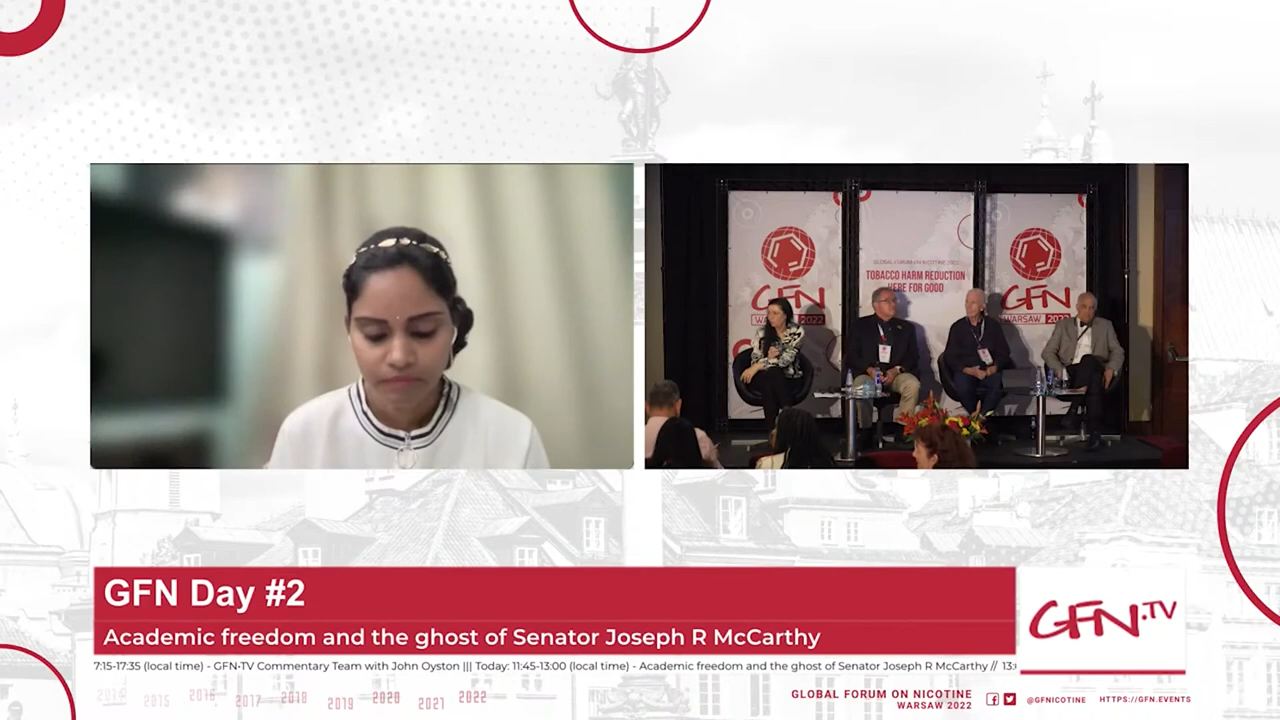 GLOBAL FORUM ON NICOTINE 2022
TOBACCO HARM REDUCTION
HERE FOR GOOD
GFN
WARSAW 2022
GFN
WARSAW 2022
GFN Day #2
Academic freedom and the ghost of Senator Joseph R McCarthy
GFN.TV
7:15-17:35 (local time) - GFN•TV Commentary Team with John Oyston ||| Today: 11:45-13:00 (local time) - Academic freedom and the ghost of Senator Joseph R McCarthy // 13:
2015 2016 2017 2018 2019 2020 2021 2022
GLOBAL FORUM ON NICOTINE
WARSAW 2022
@GFNICOTINE
HTTPS://GFN.EVENTS